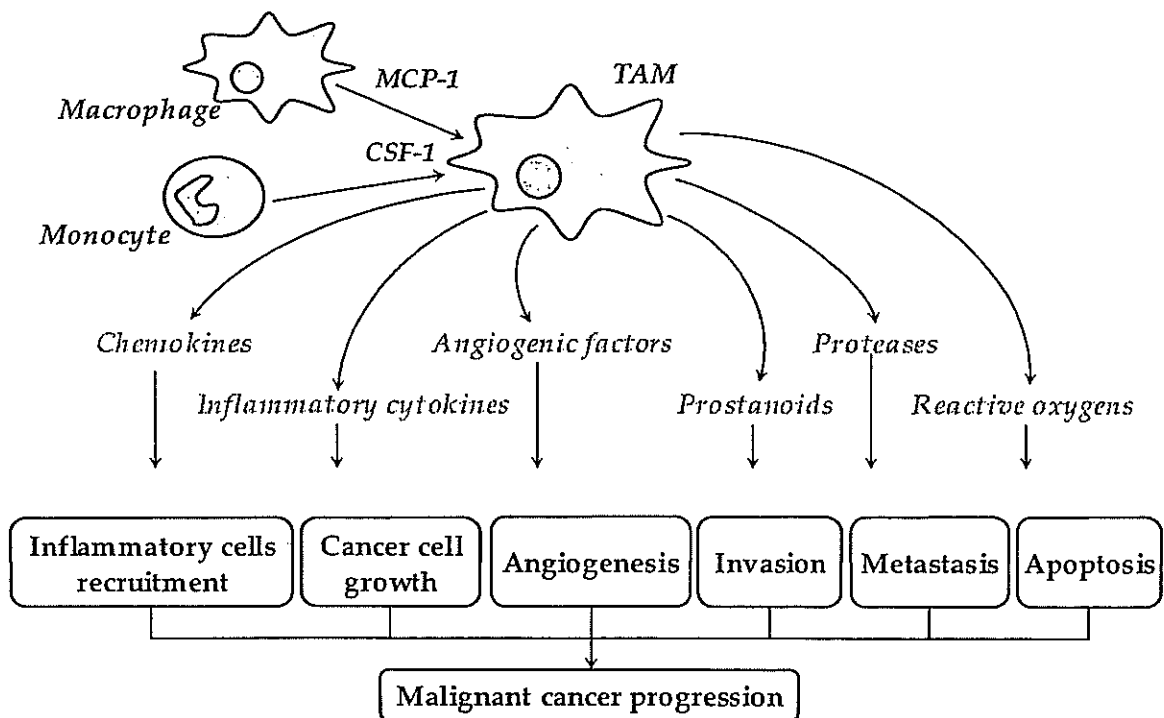 MCP-1
TAM
Macrophage
CSF-1
Monocyte
Chemokines
Angiogenic factors
Proteases
Inflammatory cytokines
Prostanoids
Reactive oxygens
Inflammatory cells
recruitment
Cancer cell
growth
Angiogenesis
Invasion
Metastasis
Apoptosis
Malignant cancer progression